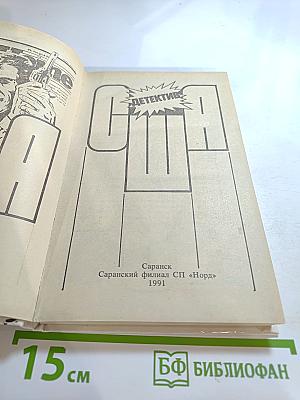 ДЕТЕКТИВ
США
А
Саранск
Саранский филиал СП «Норд»
1991
15 см
БФ БИБЛИОФАН